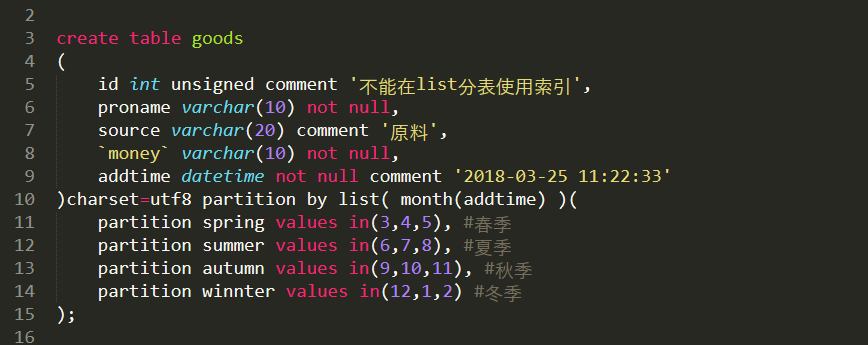 2
3 create table goods
4 (
5 id int unsigned comment '不能在list分表使用索引',
6 proname varchar(10) not null,
7 source varchar(20) comment '原料',
8 `money` varchar(10) not null,
9 addtime datetime not null comment '2018-03-25 11:22:33'
10 )charset=utf8 partition by list( month(addtime) )(
11 partition spring values in(3,4,5), #春季
12 partition summer values in(6,7,8), #夏季
13 partition autumn values in(9,10,11), #秋季
14 partition winnter values in(12,1,2) #冬季
15 );
16